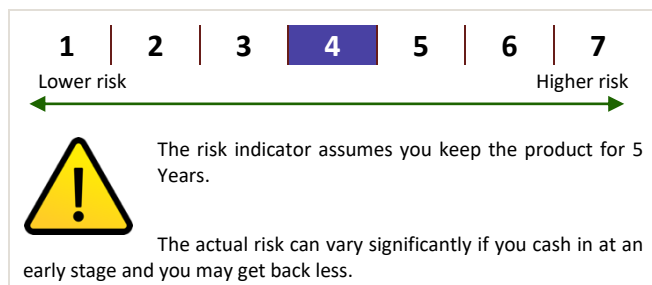 1 2 3 4 5 6 7
Lower risk Higher risk
The risk indicator assumes you keep the product for 5
Years.
The actual risk can vary significantly if you cash in at an
early stage and you may get back less.